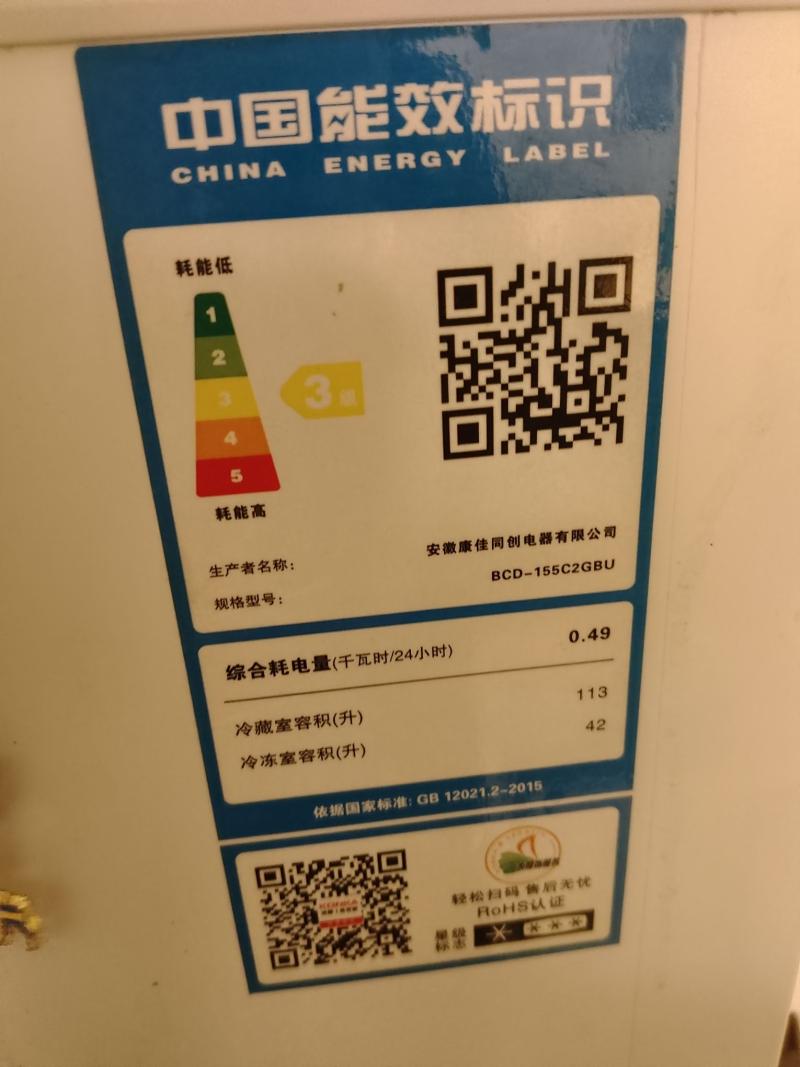 中国能效标识
CHINA ENERGY LABEL
耗能低
1
2
3
4
5
3级
耗能高
生产者名称: 安徽康佳同创电器有限公司
规格型号: BCD-155C2GBU
综合耗电量(千瓦时/24小时) 0.49
冷藏室容积(升) 113
冷冻室容积(升) 42
依据国家标准: GB 12021.2-2015
KONKA
轻松扫码 售后无忧
RoHS认证
星级
标志